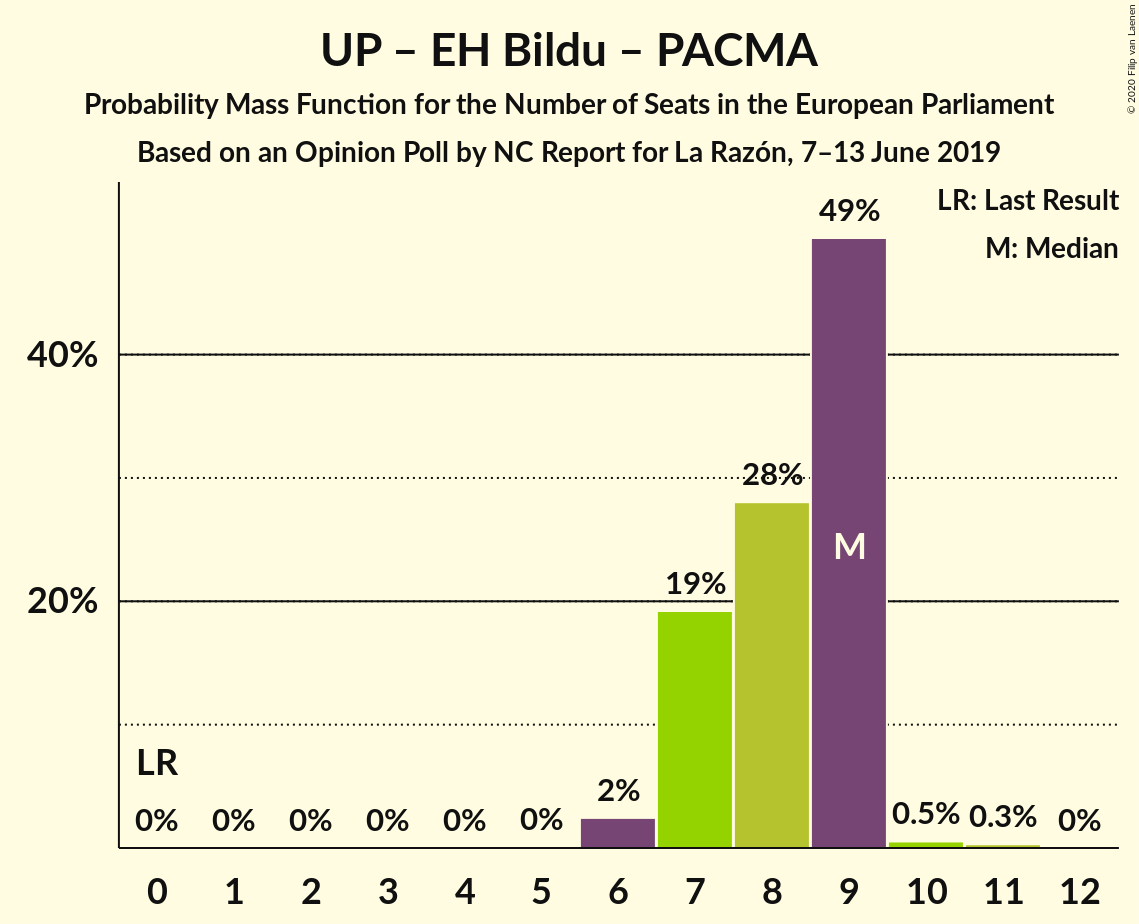 UP – EH Bildu – PACMA
Probability Mass Function for the Number of Seats in the European Parliament
Based on an Opinion Poll by NC Report for La Razón, 7–13 June 2019
© 2020 Filip van Laenen
LR: Last Result
M: Median
49%
40%
28%
M
19%
20%
LR
0% 0% 0% 0% 0% 0% 2% 0.5% 0.3% 0%
0 1 2 3 4 5 6 7 8 9 10 11 12